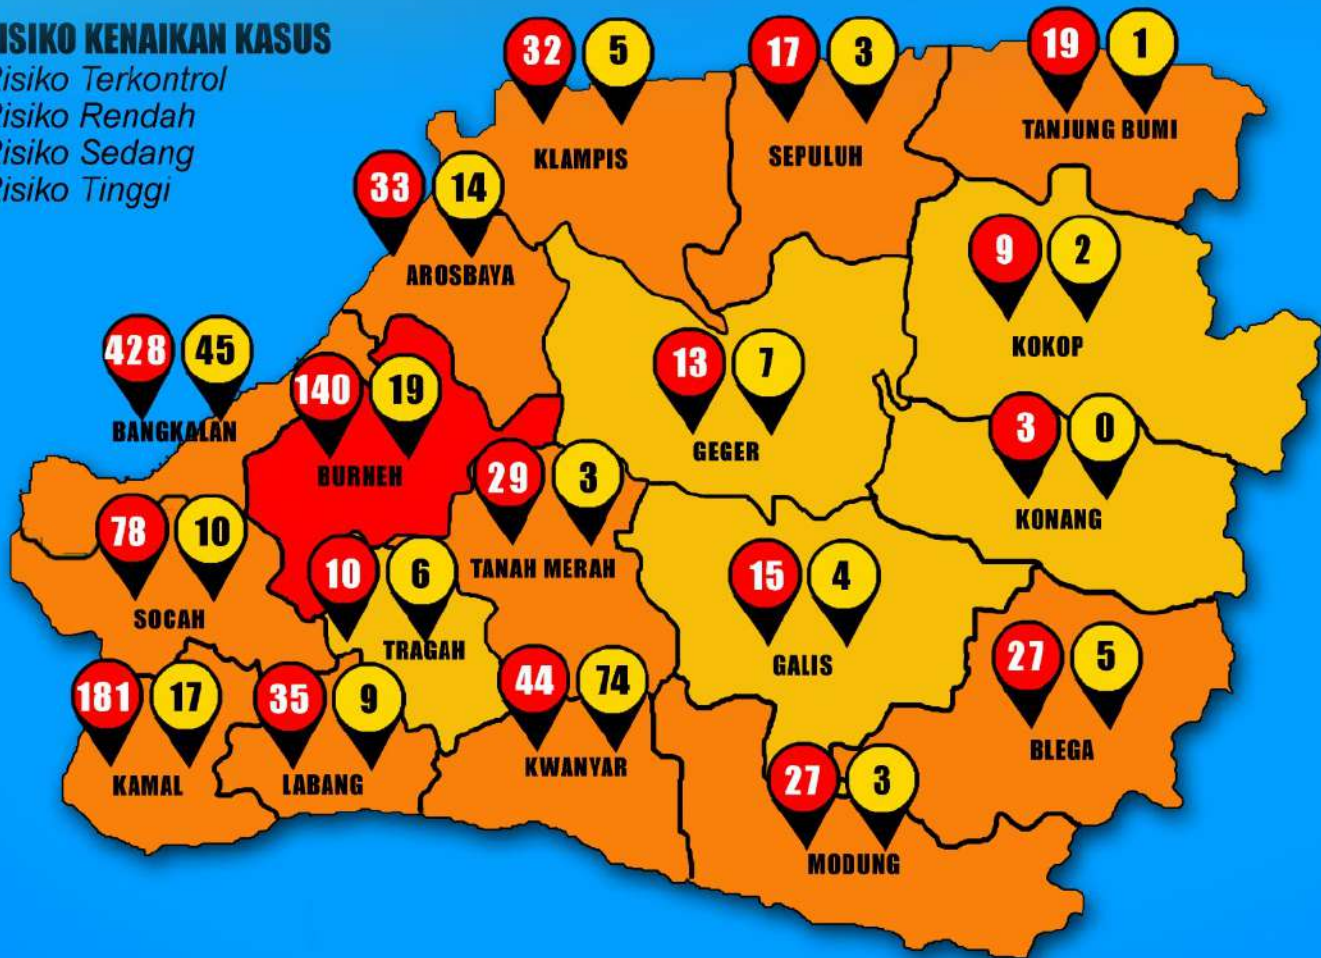 ISIKO KENAIKAN KASUS
isiko Terkontrol
Risiko Rendah
Risiko Sedang
Risiko Tinggi
32 5
KLAMPIS
17 3
SEPULUH
19 1
TANJUNG BUMI
33 14
AROSBAYA
9 2
KOKOP
428 45
BANGKALAN
140 19
BURNEH
13 7
GEGER
3 0
KONANG
29 3
TANAH MERAH
78 10
SOCAH
10 6
TRAGAH
15 4
GALIS
27 5
BLEGA
181 17
KAMAL
35 9
LABANG
44 74
KWANYAR
27 3
MODUNG